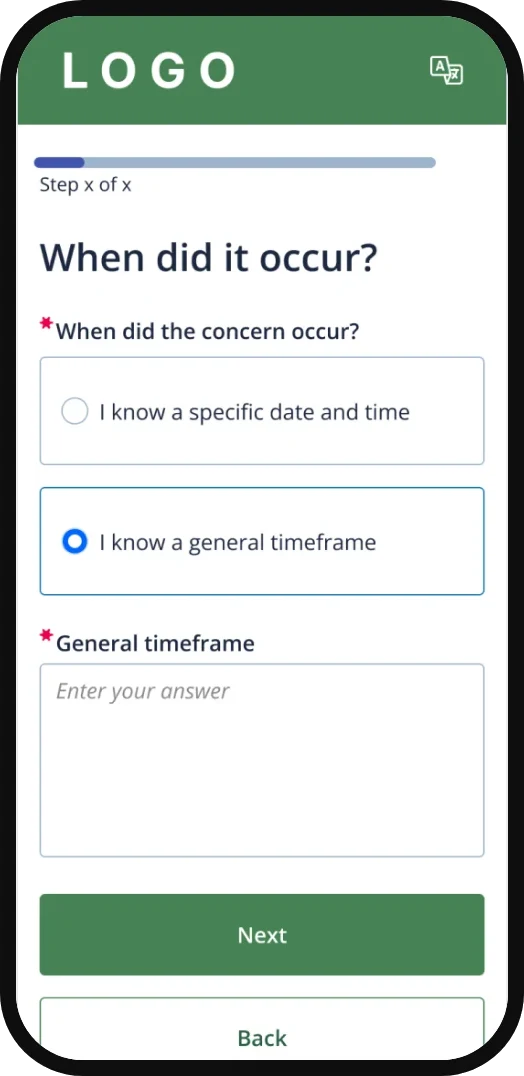 LOGO
A
Step x of x
When did it occur?
*When did the concern occur?
I know a specific date and time
I know a general timeframe
*General timeframe
Enter your answer
Next
Back